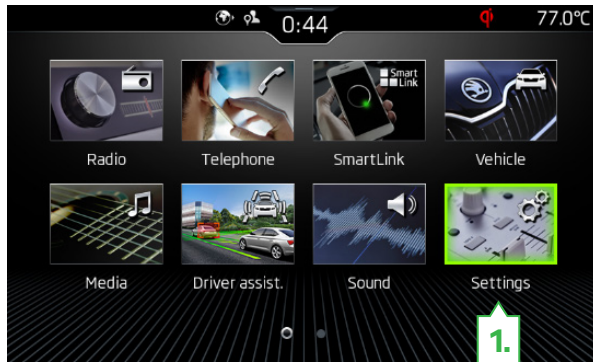 0:44
77.0°C
Smart
Link
Radio
Telephone
SmartLink
Vehicle
Media
Driver assist.
Sound
Settings
1.